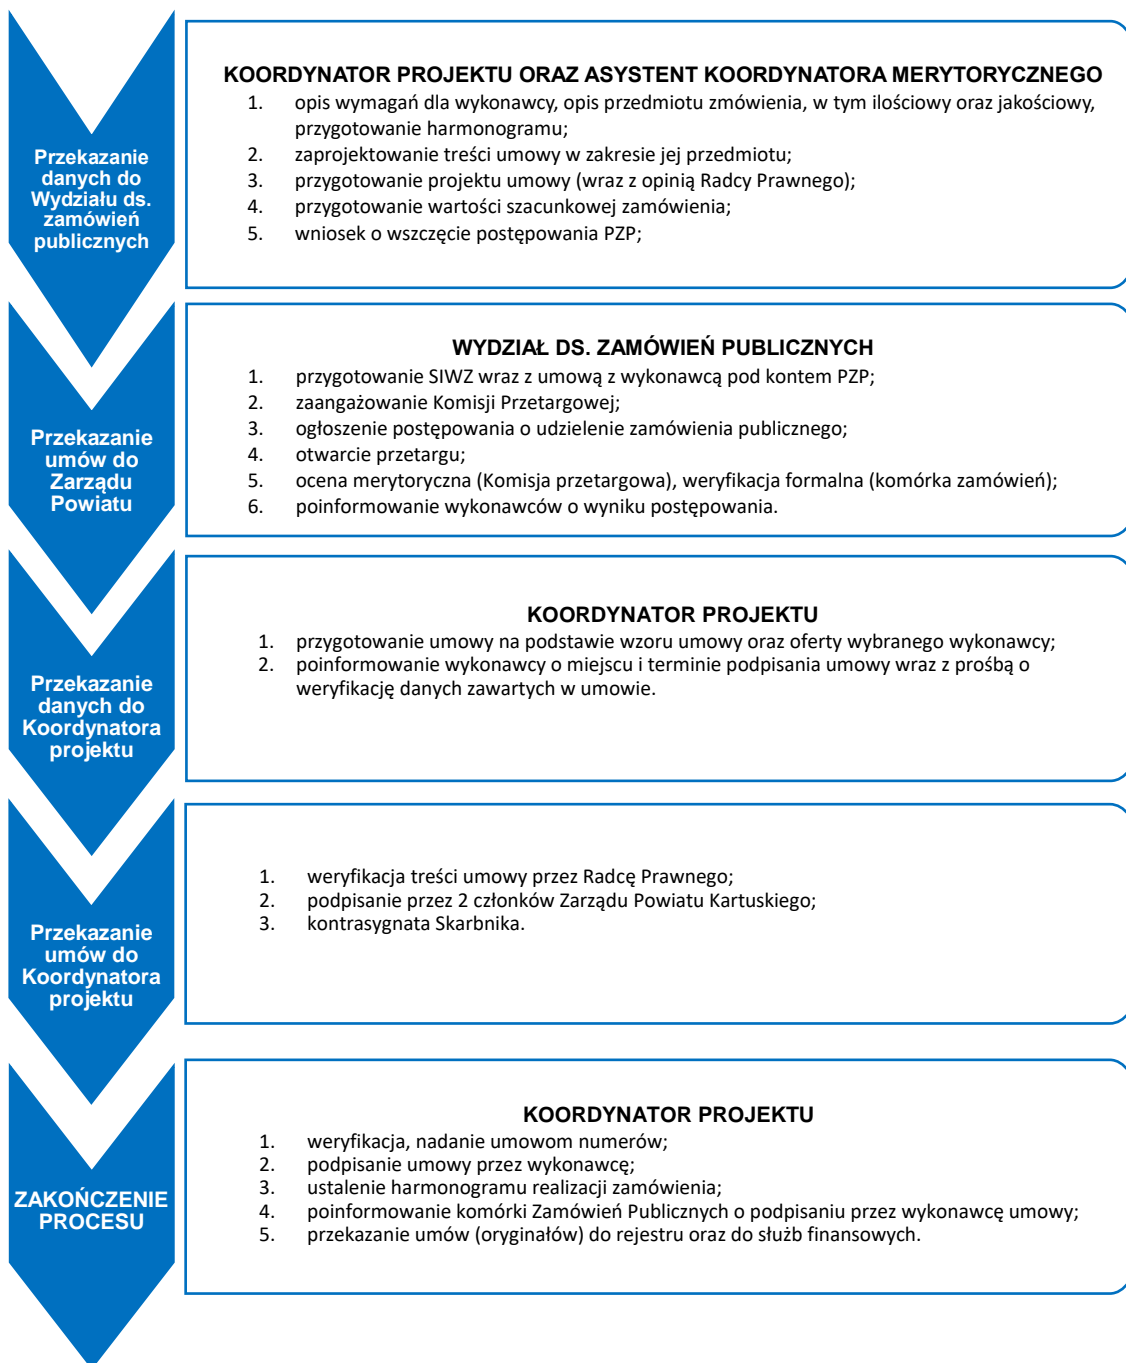 Przekazanie
danych do
Wydziału ds.
zamówień
publicznych
KOORDYNATOR PROJEKTU ORAZ ASYSTENT KOORDYNATORA MERYTORYCZNEGO
1. opis wymagań dla wykonawcy, opis przedmiotu zmówienia, w tym ilościowy oraz jakościowy,
przygotowanie harmonogramu;
2. zaprojektowanie treści umowy w zakresie jej przedmiotu;
3. przygotowanie projektu umowy (wraz z opinią Radcy Prawnego);
4. przygotowanie wartości szacunkowej zamówienia;
5. wniosek o wszczęcie postępowania PZP;
Przekazanie
umów do
Zarządu
Powiatu
WYDZIAŁ DS. ZAMÓWIEŃ PUBLICZNYCH
1. przygotowanie SIWZ wraz z umową z wykonawcą pod kontem PZP;
2. zaangażowanie Komisji Przetargowej;
3. ogłoszenie postępowania o udzielenie zamówienia publicznego;
4. otwarcie przetargu;
5. ocena merytoryczna (Komisja przetargowa), weryfikacja formalna (komórka zamówień);
6. poinformowanie wykonawców o wyniku postępowania.
Przekazanie
danych do
Koordynatora
projektu
KOORDYNATOR PROJEKTU
1. przygotowanie umowy na podstawie wzoru umowy oraz oferty wybranego wykonawcy;
2. poinformowanie wykonawcy o miejscu i terminie podpisania umowy wraz z prośbą o
weryfikację danych zawartych w umowie.
Przekazanie
umów do
Koordynatora
projektu
1. weryfikacja treści umowy przez Radcę Prawnego;
2. podpisanie przez 2 członków Zarządu Powiatu Kartuskiego;
3. kontrasygnata Skarbnika.
ZAKOŃCZENIE
PROCESU
KOORDYNATOR PROJEKTU
1. weryfikacja, nadanie umowom numerów;
2. podpisanie umowy przez wykonawcę;
3. ustalenie harmonogramu realizacji zamówienia;
4. poinformowanie komórki Zamówień Publicznych o podpisaniu przez wykonawcę umowy;
5. przekazanie umów (oryginałów) do rejestru oraz do służb finansowych.